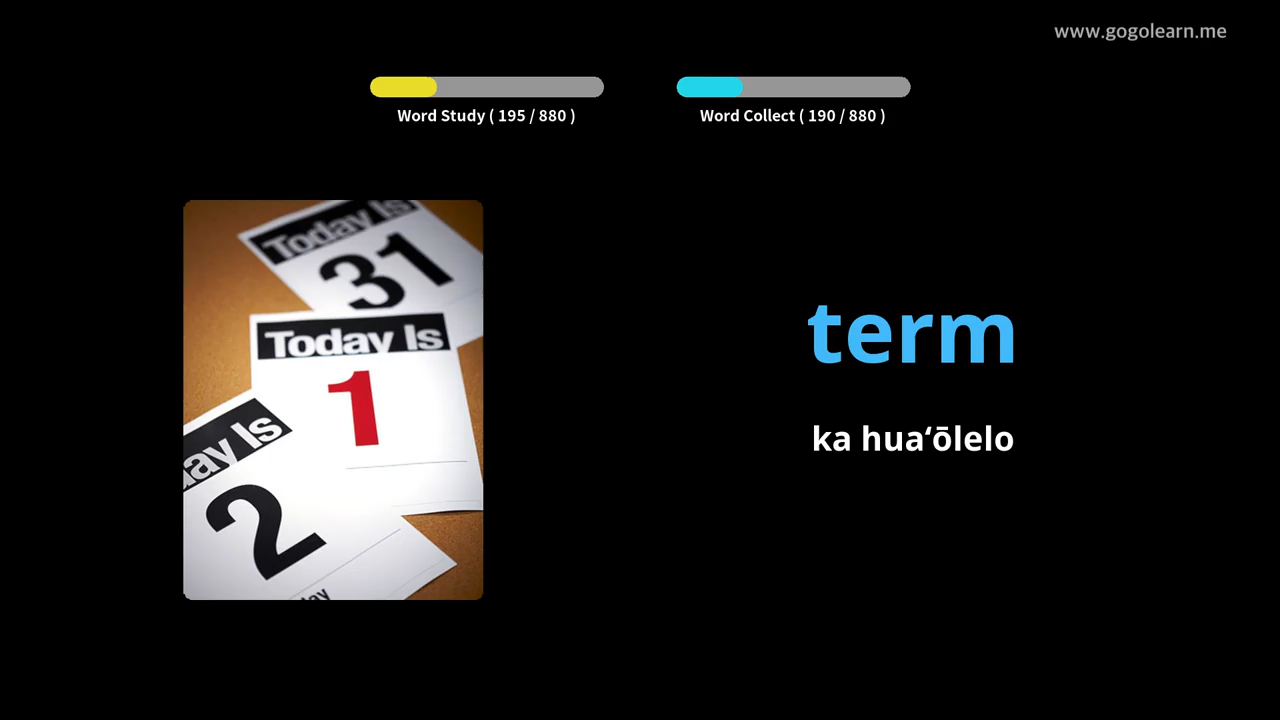 www.gogolearn.me
Word Study ( 195 / 880 )
Word Collect ( 190 / 880 )
Today Is
31
Today Is
1
ay Is
2
term
ka huaʻōlelo